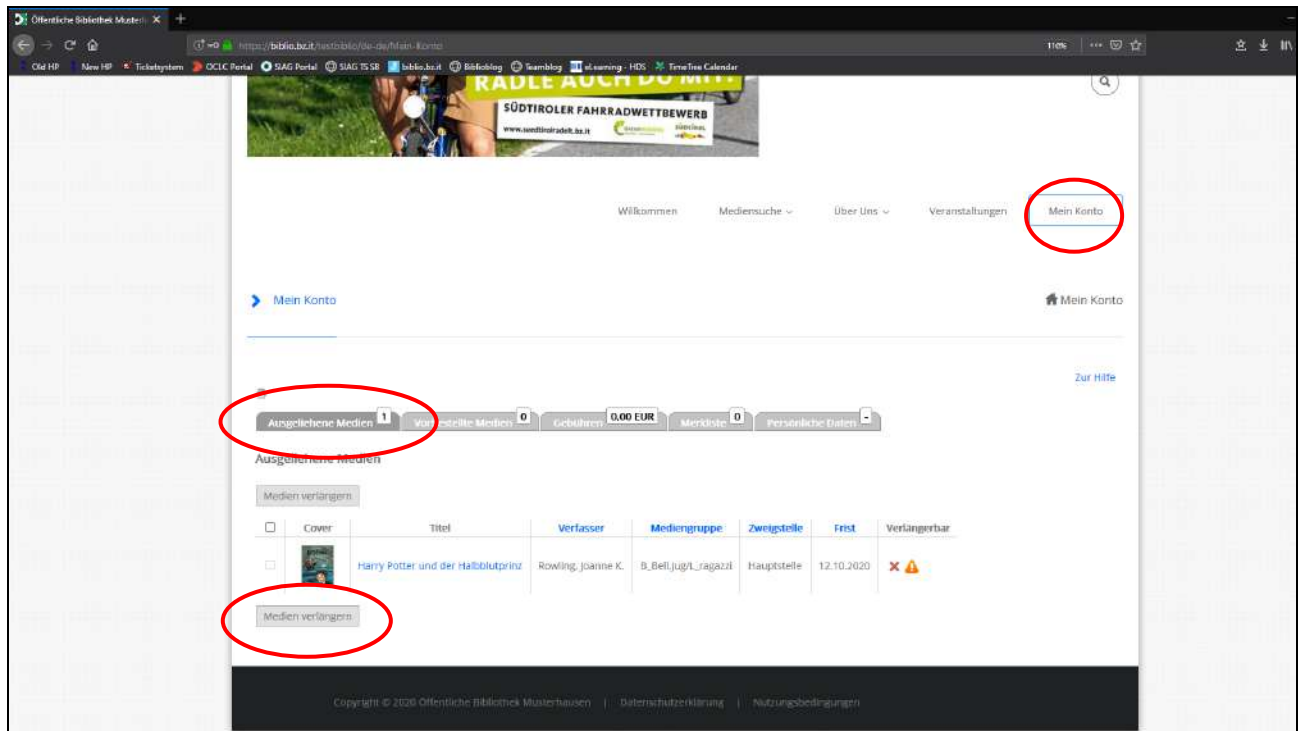 Öffentliche Bibliothek Muster
https://biblio.bz.it/testbiblio/de-de/Mein-Konto
110%
Old HP New HP Ticketsystem OCLC Portal SIAG Portal SIAG TS SB biblio.bz.it Biblioblog Teamblog eLearning - HDS TimeTree Calendar
RADLE AUCH DU MIT!
SÜDTIROLER FAHRRADWETTBEWERB
www.suedtirolradelt.bz.it
Willkommen Mediensuche Über Uns Veranstaltungen Mein Konto
Mein Konto Mein Konto
Zur Hilfe
Ausgeliehene Medien 1 Vorbestellte Medien 0 Gebühren 0,00 EUR Merkliste 0 Persönliche Daten -
Ausgeliehene Medien
Medien verlängern
Cover Titel Verfasser Mediengruppe Zweigstelle Frist Verlängerbar
Harry Potter und der Halbblutprinz Rowling, Joanne K. B_Bell.jug/L_ragazzi Hauptstelle 12.10.2020
Medien verlängern
Copyright © 2020 Öffentliche Bibliothek Musterhausen | Datenschutzerklärung | Nutzungsbedingungen